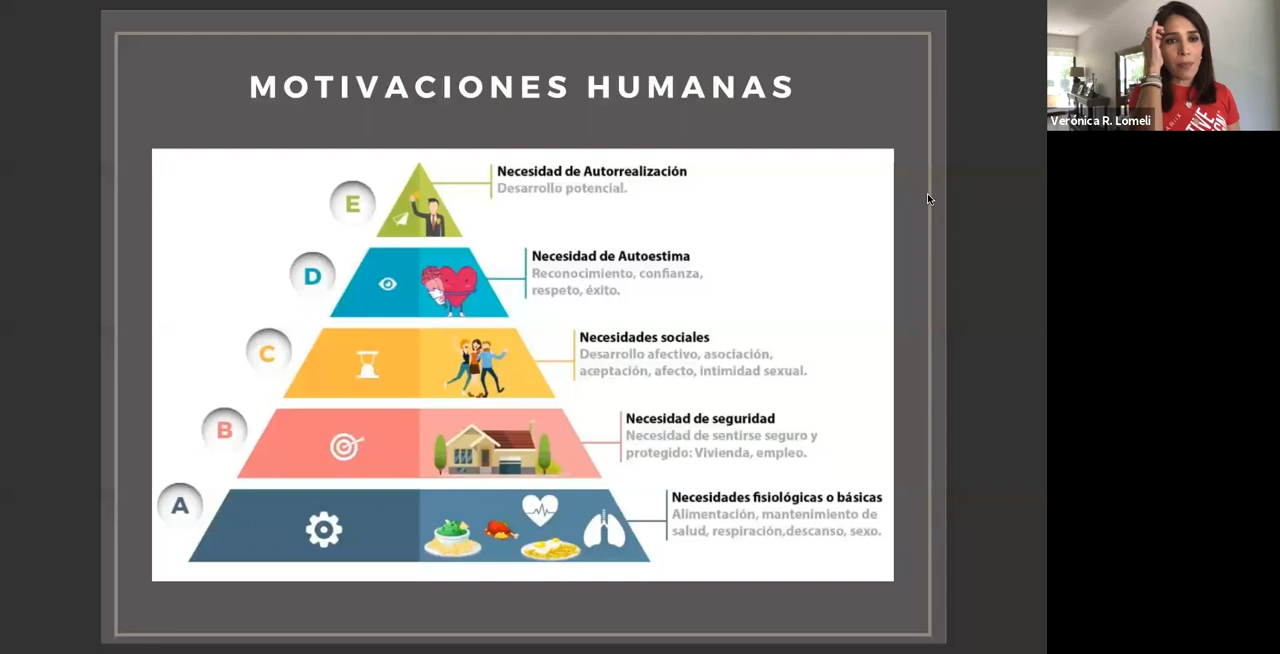 MOTIVACIONES HUMANAS
E
Necesidad de Autorrealización
Desarrollo potencial.
D
Necesidad de Autoestima
Reconocimiento, confianza,
respeto, éxito.
C
Necesidades sociales
Desarrollo afectivo, asociación,
aceptación, afecto, intimidad sexual.
B
Necesidad de seguridad
Necesidad de sentirse seguro y
protegido: Vivienda, empleo.
A
Necesidades fisiológicas o básicas
Alimentación, mantenimiento de
salud, respiración,descanso, sexo.
Verónica R. Lomeli